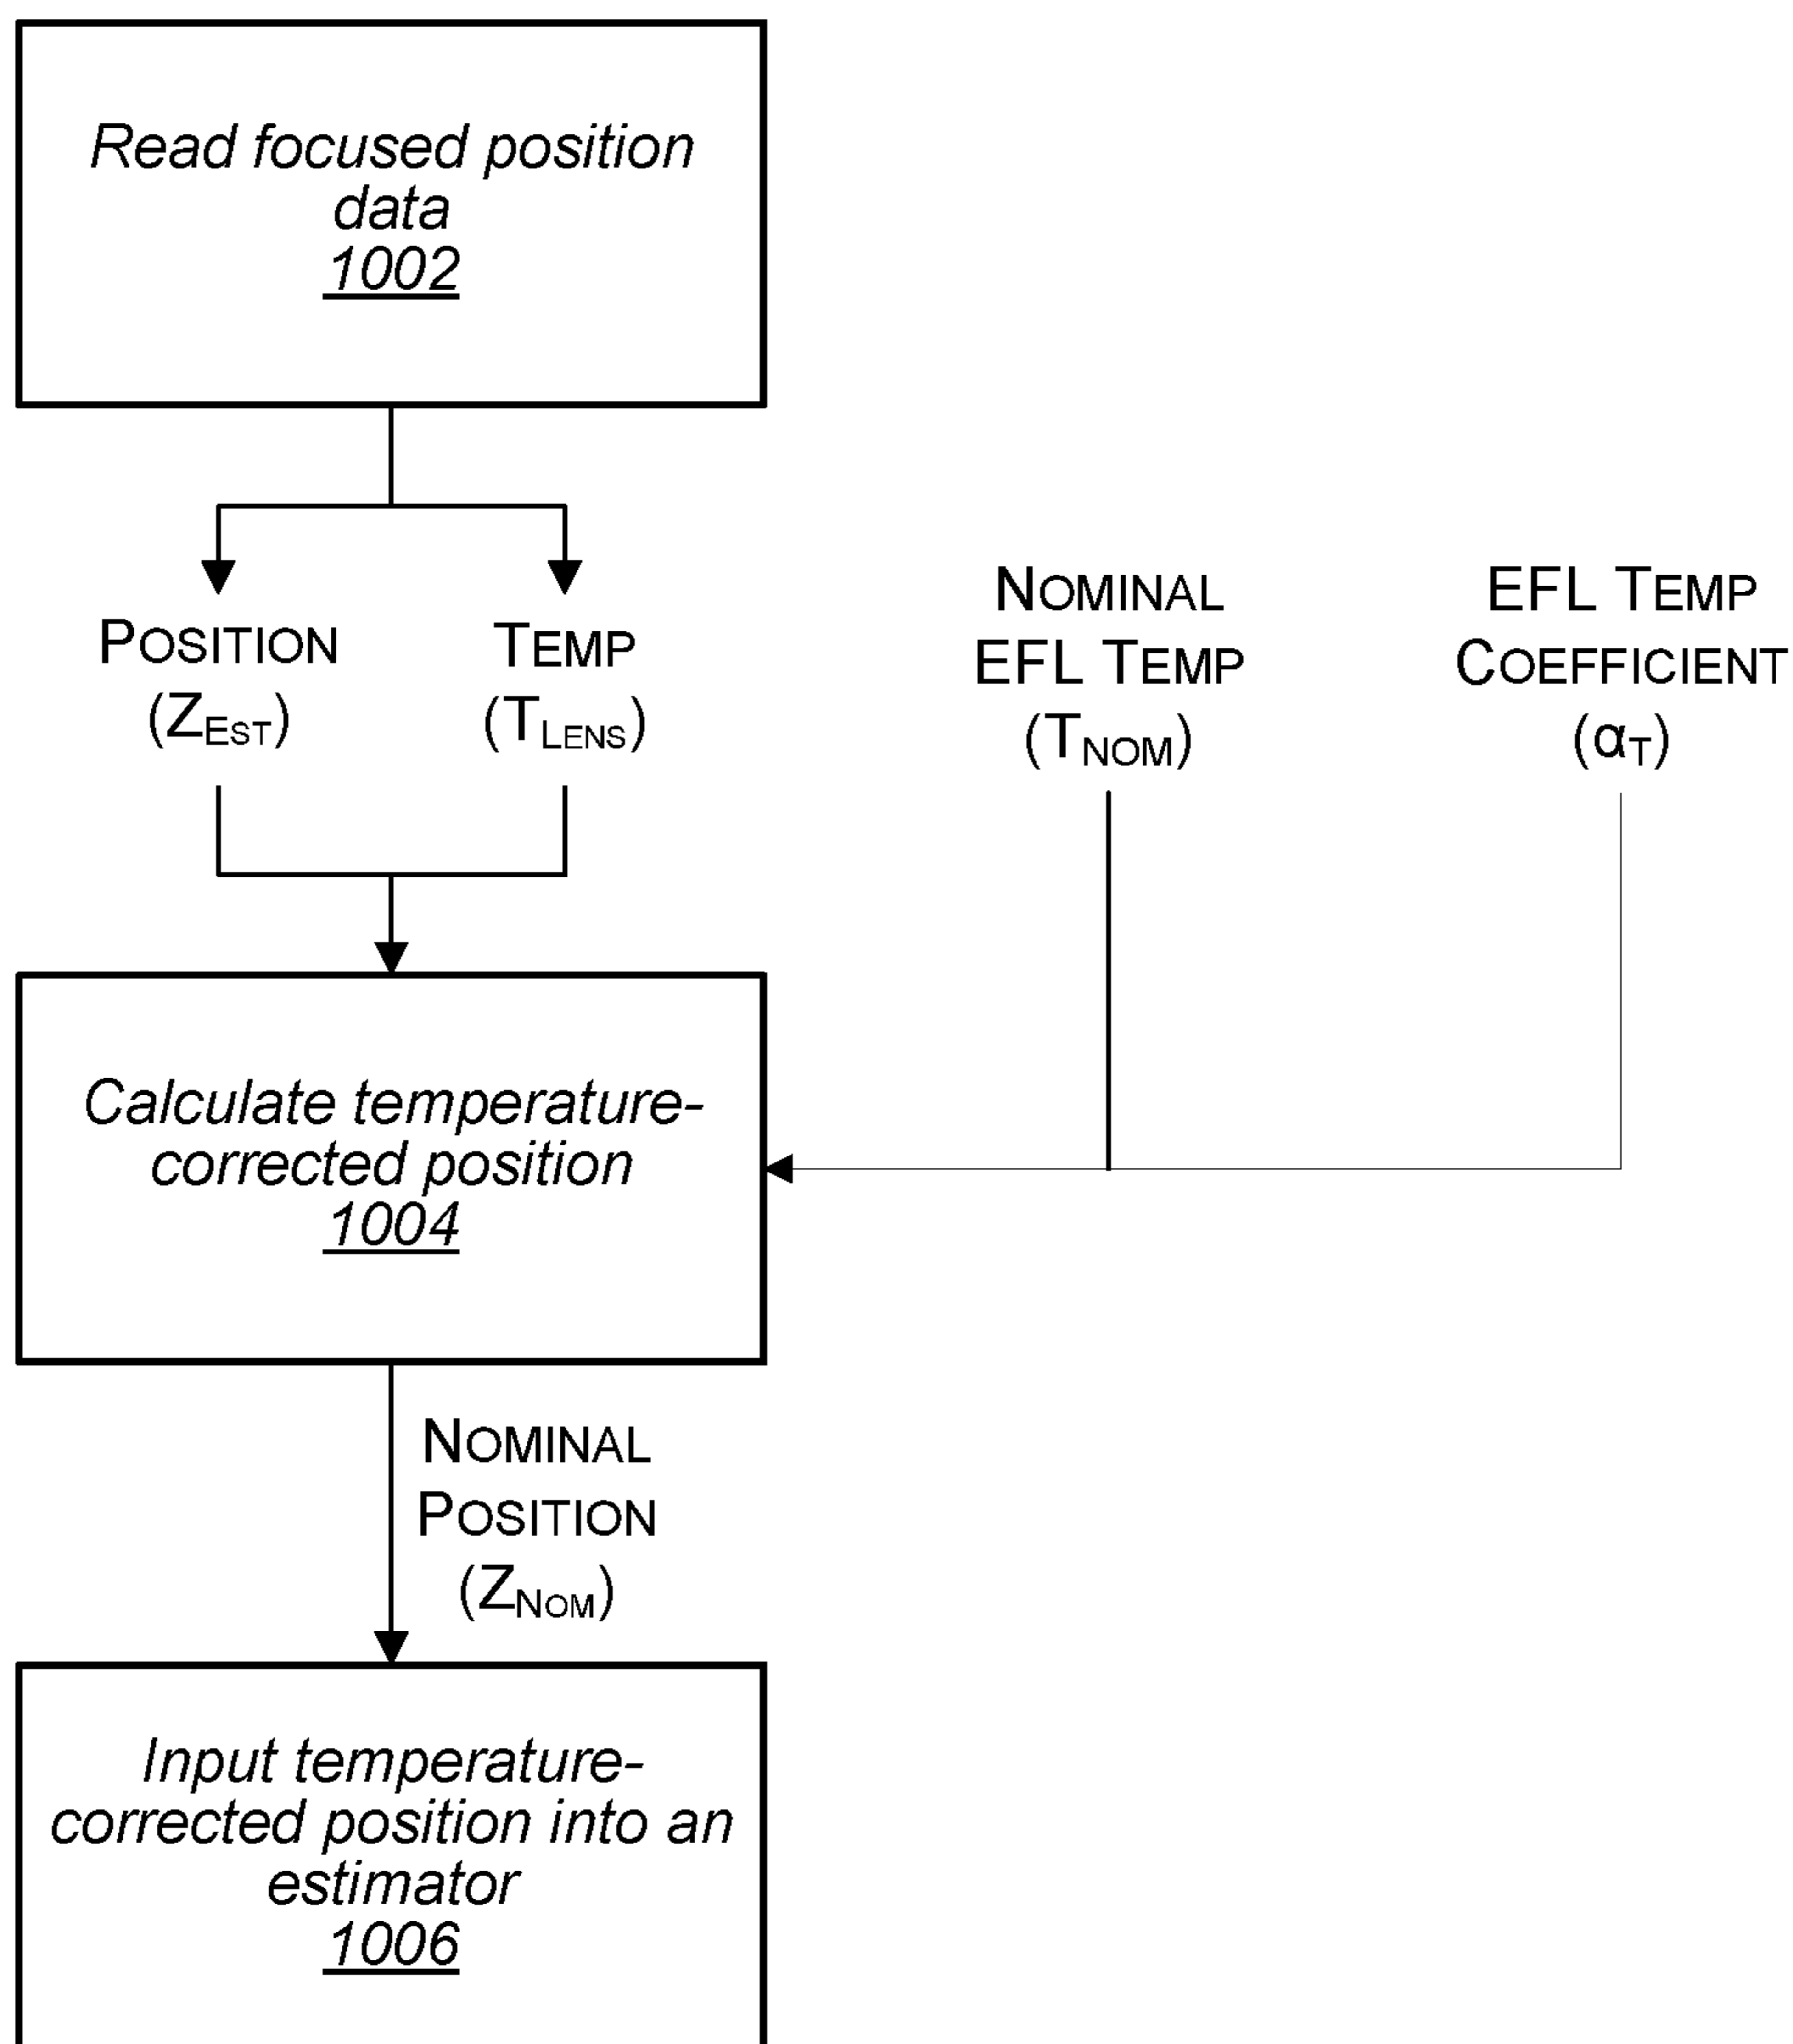 Read focused position
data
1002
POSITION
(ZEST)
TEMP
(TLENS)
NOMINAL
EFL TEMP
(TNOM)
EFL TEMP
COEFFICIENT
(αT)
Calculate temperature-
corrected position
1004
NOMINAL
POSITION
(ZNOM)
Input temperature-
corrected position into an
estimator
1006